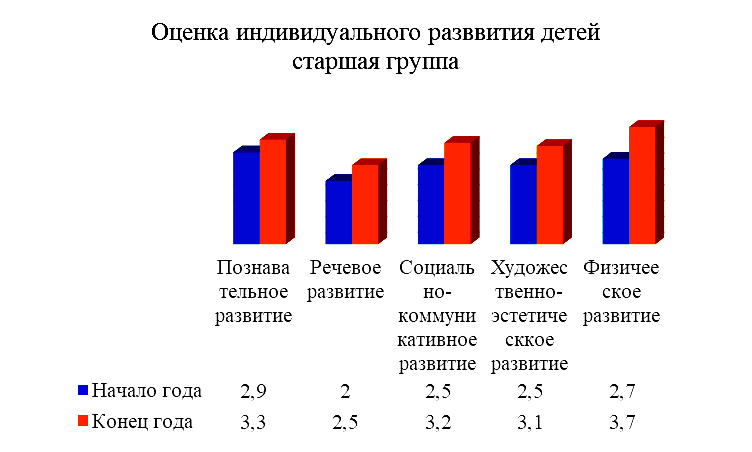 Оценка индивидуального разввития детей
старшая группа
Познава Речевое Социаль Художес Физичее
тельное развитие но- твенно- ское
развитие коммуни эстетиче развитие
кативное сккое
развитие развитие
Начало года 2,9 2 2,5 2,5 2,7
Конец года 3,3 2,5 3,2 3,1 3,7